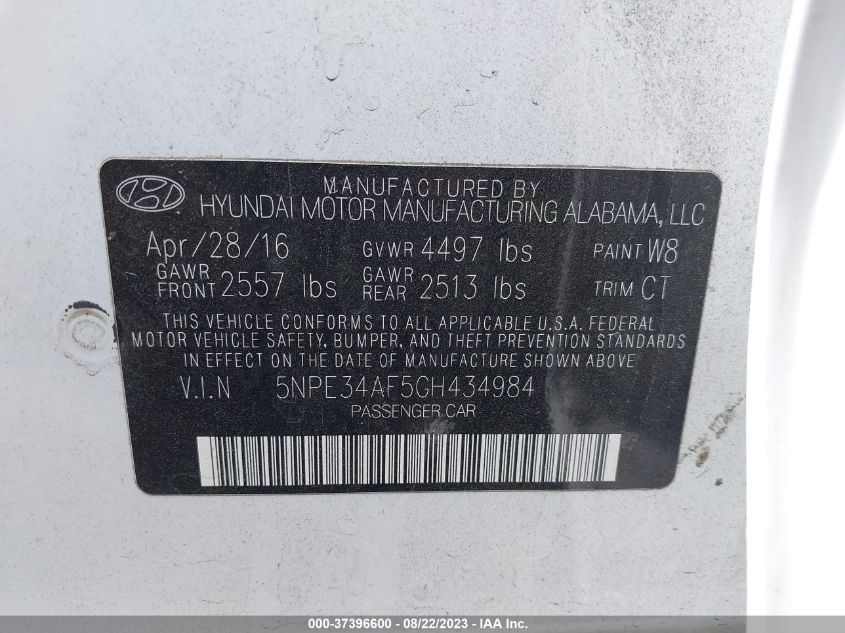 MANUFACTURED BY
HYUNDAI MOTOR MANUFACTURING ALABAMA, LLC
Apr/28/16 GVWR 4497 lbs PAINT W8
GAWR FRONT 2557 lbs GAWR REAR 2513 lbs TRIM CT
THIS VEHICLE CONFORMS TO ALL APPLICABLE U.S.A. FEDERAL
MOTOR VEHICLE SAFETY, BUMPER, AND THEFT PREVENTION STANDARDS
IN EFFECT ON THE DATE OF MANUFACTURE SHOWN ABOVE
V.I.N 5NPE34AF5GH434984
PASSENGER CAR
000-37396600 - 08/22/2023 - IAA Inc.